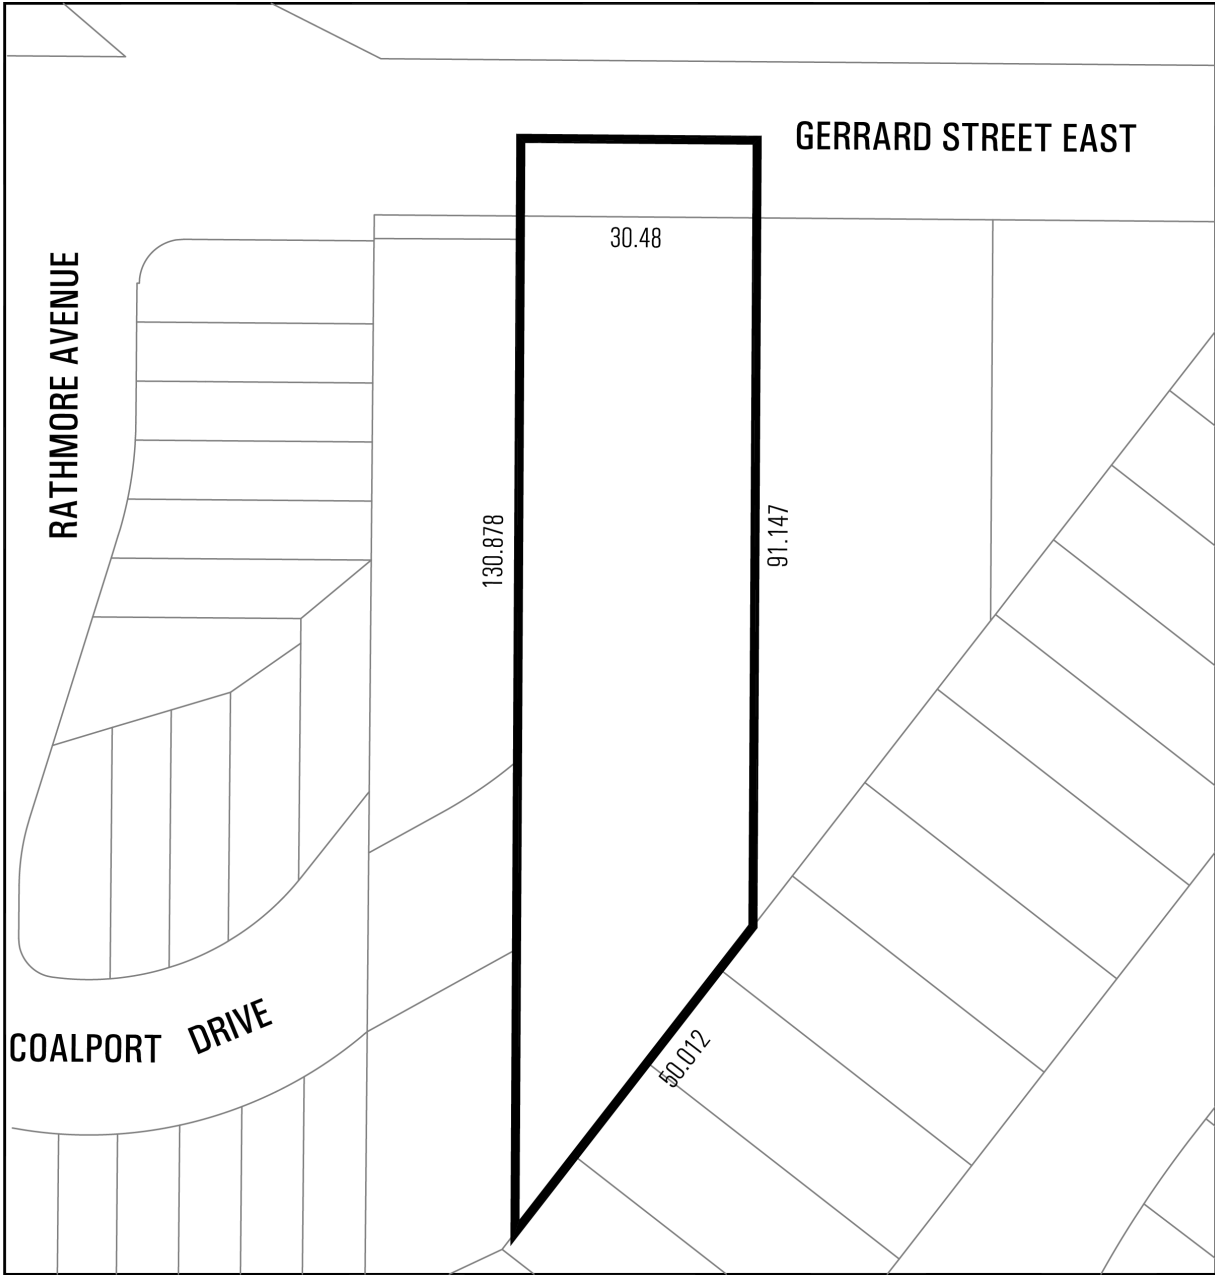 GERRARD STREET EAST
30.48
RATHMORE AVENUE
130.878
91.147
COALPORT DRIVE
50.012